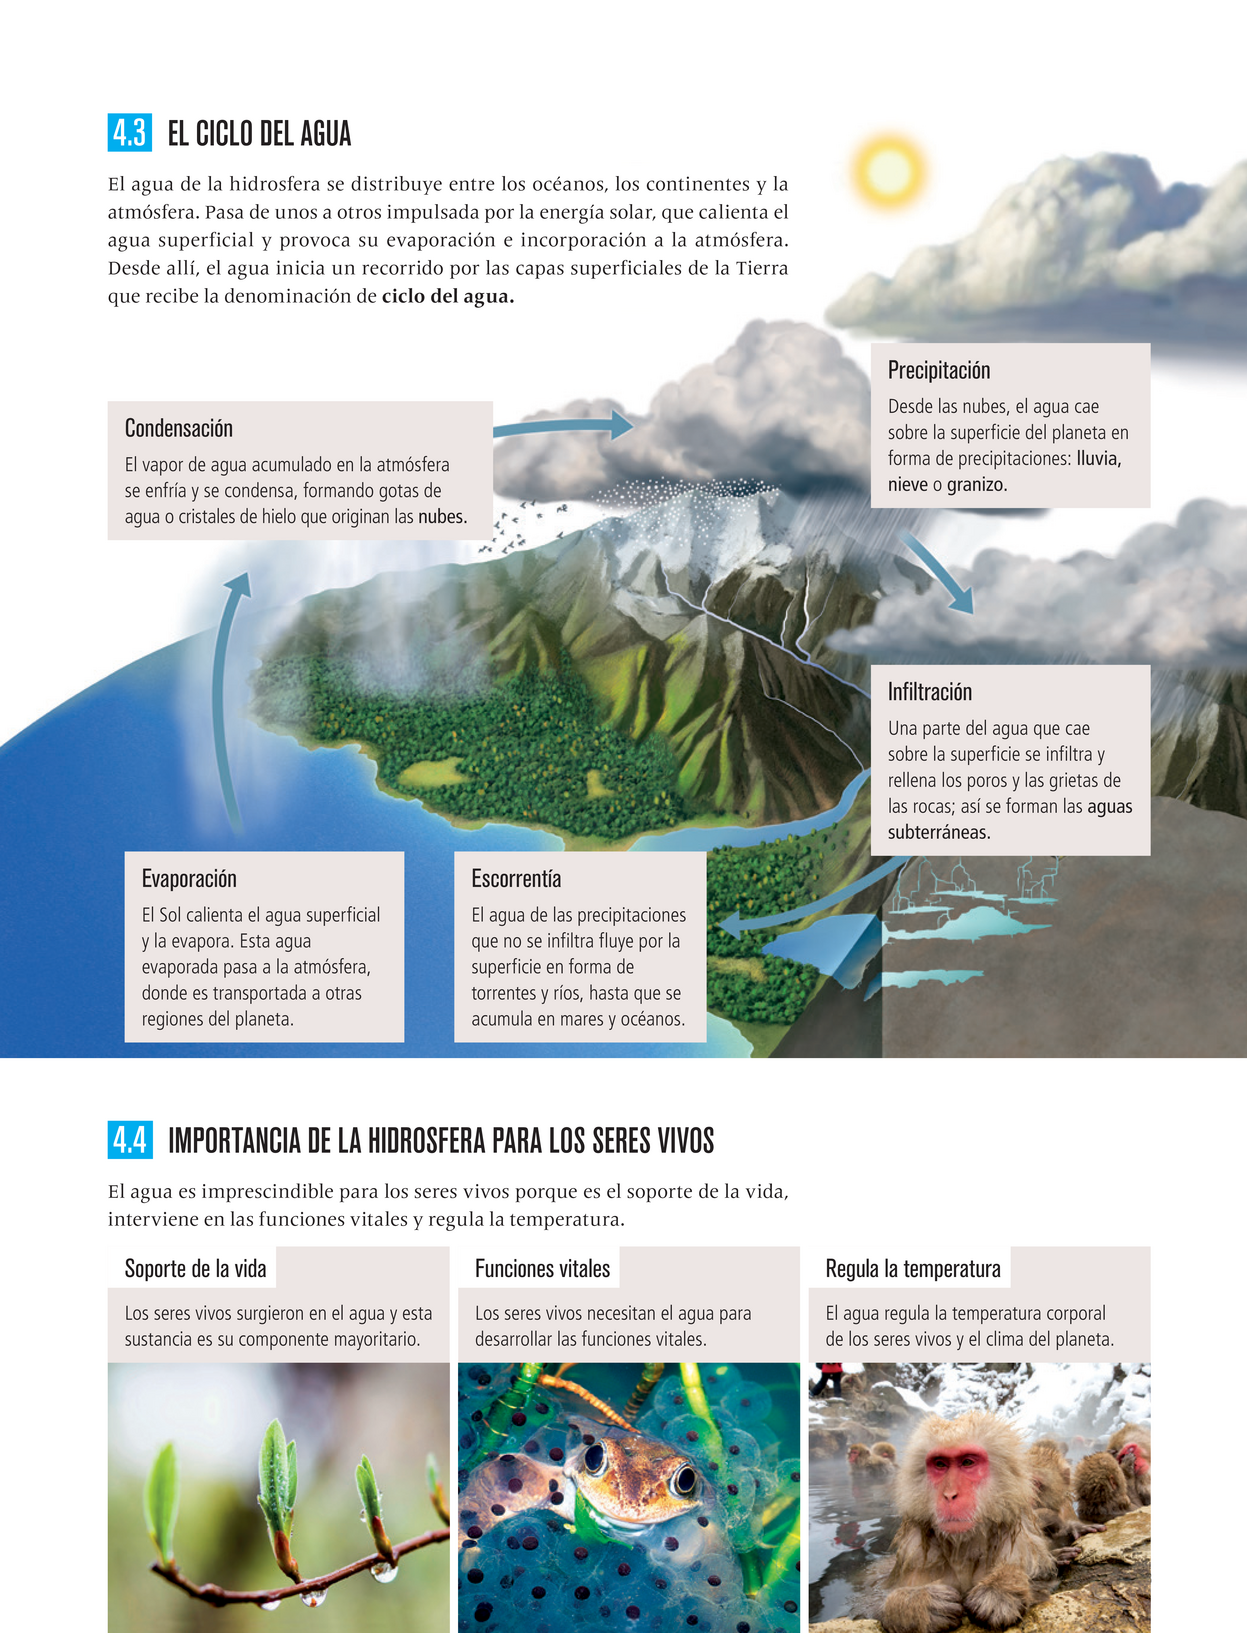 4.3 EL CICLO DEL AGUA
El agua de la hidrosfera se distribuye entre los océanos, los continentes y la
atmósfera. Pasa de unos a otros impulsada por la energía solar, que calienta el
agua superficial y provoca su evaporación e incorporación a la atmósfera.
Desde allí, el agua inicia un recorrido por las capas superficiales de la Tierra
que recibe la denominación de ciclo del agua.
Condensación
El vapor de agua acumulado en la atmósfera
se enfría y se condensa, formando gotas de
agua o cristales de hielo que originan las nubes.
Precipitación
Desde las nubes, el agua cae
sobre la superficie del planeta en
forma de precipitaciones: lluvia,
nieve o granizo.
Infiltración
Una parte del agua que cae
sobre la superficie se infiltra y
rellena los poros y las grietas de
las rocas; así se forman las aguas
subterráneas.
Evaporación
El Sol calienta el agua superficial
y la evapora. Esta agua
evaporada pasa a la atmósfera,
donde es transportada a otras
regiones del planeta.
Escorrentía
El agua de las precipitaciones
que no se infiltra fluye por la
superficie en forma de
torrentes y ríos, hasta que se
acumula en mares y océanos.
4.4 IMPORTANCIA DE LA HIDROSFERA PARA LOS SERES VIVOS
El agua es imprescindible para los seres vivos porque es el soporte de la vida,
interviene en las funciones vitales y regula la temperatura.
Soporte de la vida
Los seres vivos surgieron en el agua y esta
sustancia es su componente mayoritario.
Funciones vitales
Los seres vivos necesitan el agua para
desarrollar las funciones vitales.
Regula la temperatura
El agua regula la temperatura corporal
de los seres vivos y el clima del planeta.